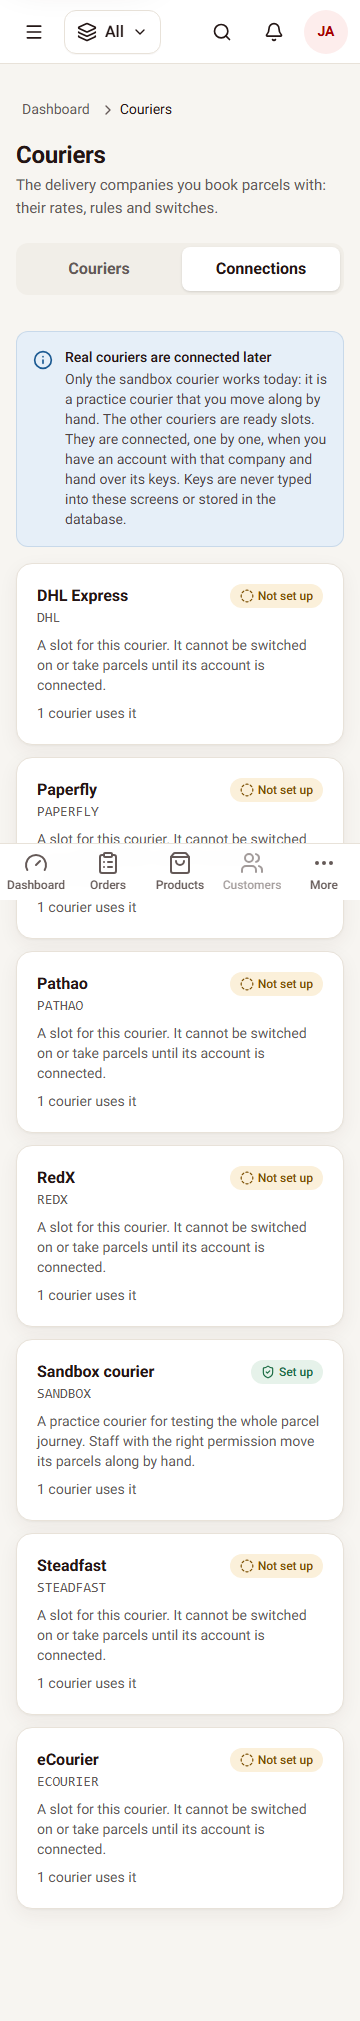 All
JA
Dashboard > Couriers
Couriers
The delivery companies you book parcels with:
their rates, rules and switches.
Couriers
Connections
Real couriers are connected later
Only the sandbox courier works today: it is
a practice courier that you move along by
hand. The other couriers are ready slots.
They are connected, one by one, when you
have an account with that company and
hand over its keys. Keys are never typed
into these screens or stored in the
database.
DHL Express
Not set up
DHL
A slot for this courier. It cannot be switched
on or take parcels until its account is
connected.
1 courier uses it
Paperfly
Not set up
PAPERFLY
A slot for this courier. It cannot be switched
Dashboard
Orders
Products
Customers
More
1 courier uses it
Pathao
Not set up
PATHAO
A slot for this courier. It cannot be switched
on or take parcels until its account is
connected.
1 courier uses it
RedX
Not set up
REDX
A slot for this courier. It cannot be switched
on or take parcels until its account is
connected.
1 courier uses it
Sandbox courier
Set up
SANDBOX
A practice courier for testing the whole parcel
journey. Staff with the right permission move
its parcels along by hand.
1 courier uses it
Steadfast
Not set up
STEADFAST
A slot for this courier. It cannot be switched
on or take parcels until its account is
connected.
1 courier uses it
eCourier
Not set up
ECOURIER
A slot for this courier. It cannot be switched
on or take parcels until its account is
connected.
1 courier uses it